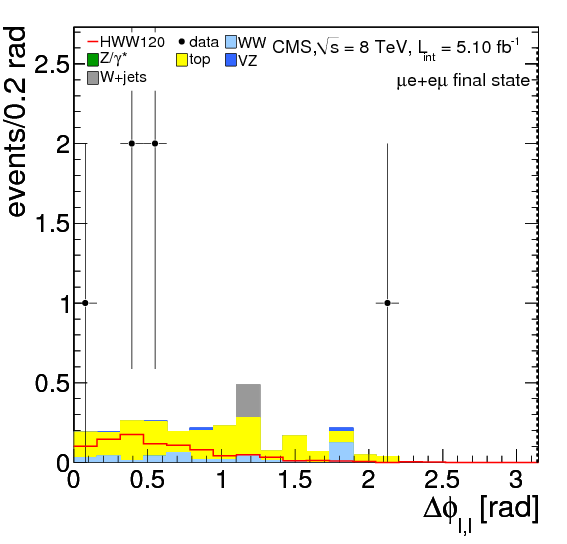 HWW120 data WW CMS,√s = 8 TeV, L_int = 5.10 fb⁻¹
Z/γ* top VZ
W+jets μe+eμ final state
events/0.2 rad
2.5
2
1.5
1
0.5
0
0 0.5 1 1.5 2 2.5 3
Δϕ_l,l [rad]